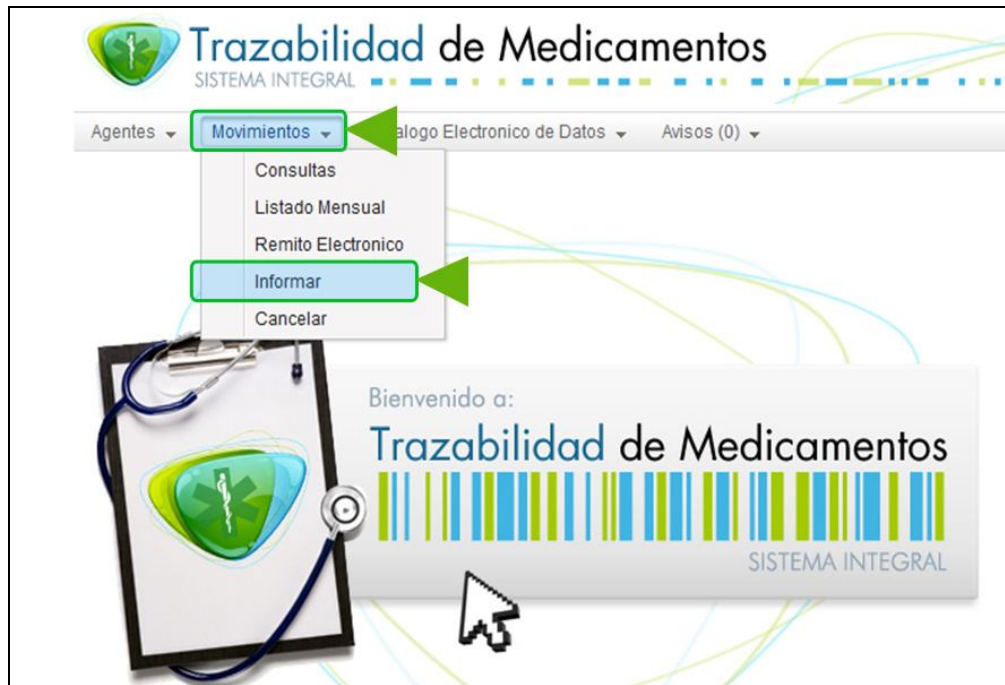 Trazabilidad de Medicamentos
SISTEMA INTEGRAL
Agentes Movimientos alogo Electronico de Datos Avisos (0)
Consultas
Listado Mensual
Remito Electronico
Informar
Cancelar
Bienvenido a:
Trazabilidad de Medicamentos
SISTEMA INTEGRAL